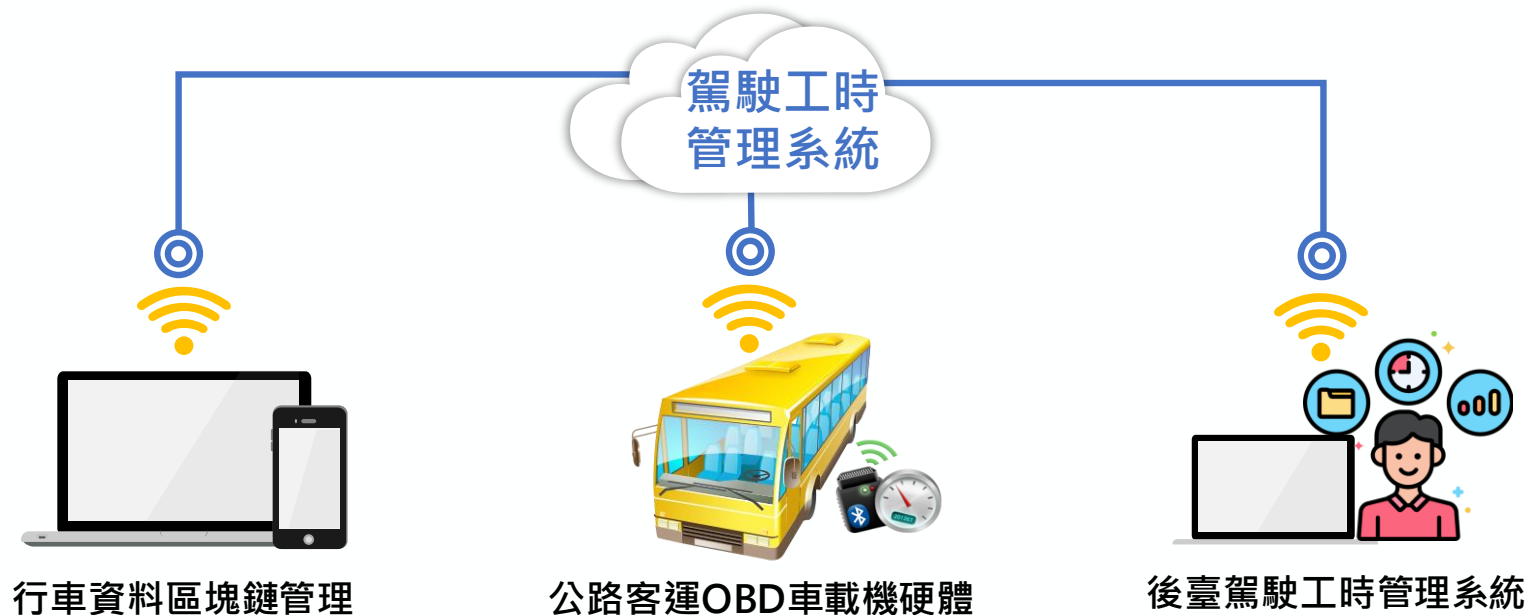 駕駛工時
管理系統
行車資料區塊鏈管理
公路客運OBD車載機硬體
後臺駕駛工時管理系統